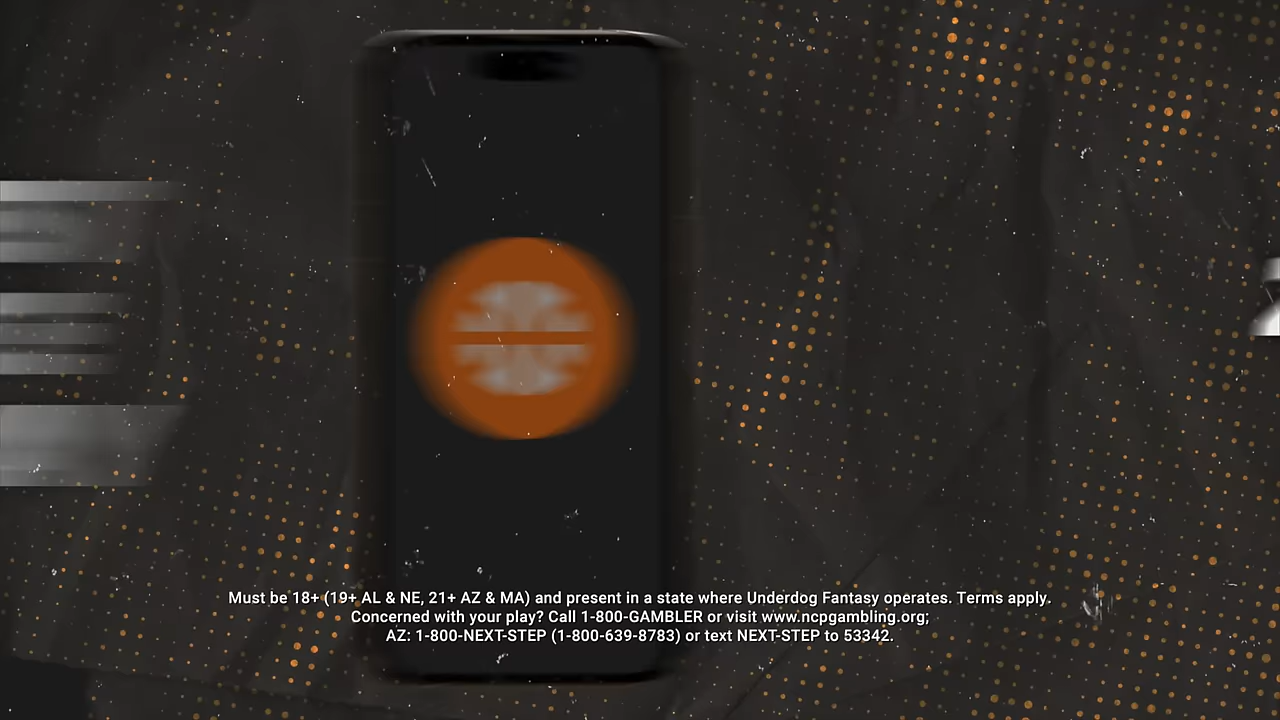 Must be 18+ (19+ AL & NE, 21+ AZ & MA) and present in a state where Underdog Fantasy operates. Terms apply.
Concerned with your play? Call 1-800-GAMBLER or visit www.ncpgambling.org;
AZ: 1-800-NEXT-STEP (1-800-639-8783) or text NEXT-STEP to 53342.